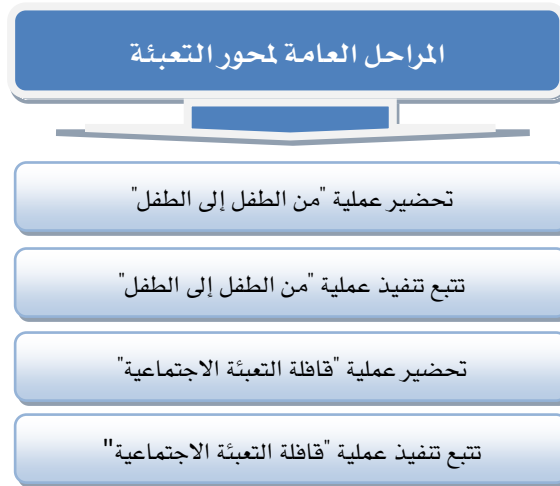 المراحل العامة لمحور التعبئة
تحضير عملية "من الطفل إلى الطفل"
تتبع تنفيذ عملية "من الطفل إلى الطفل"
تحضير عملية "قافلة التعبئة الاجتماعية"
تتبع تنفيذ عملية "قافلة التعبئة الاجتماعية"